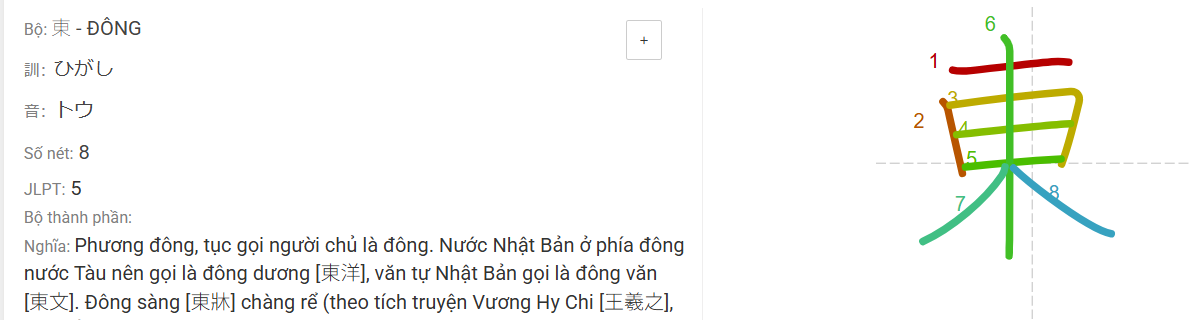 Bộ: 東 - ĐÔNG
+
訓: ひがし
音: トウ
Số nét: 8
JLPT: 5
Bộ thành phần:
Nghĩa: Phương đông, tục gọi người chủ là đông. Nước Nhật Bản ở phía đông
nước Tàu nên gọi là đông dương [東洋], văn tự Nhật Bản gọi là đông văn
[東文]. Đông sàng [東牀] chàng rể (theo tích truyện Vương Hy Chi [王羲之],
東
1
2
3
4
5
6
7
8